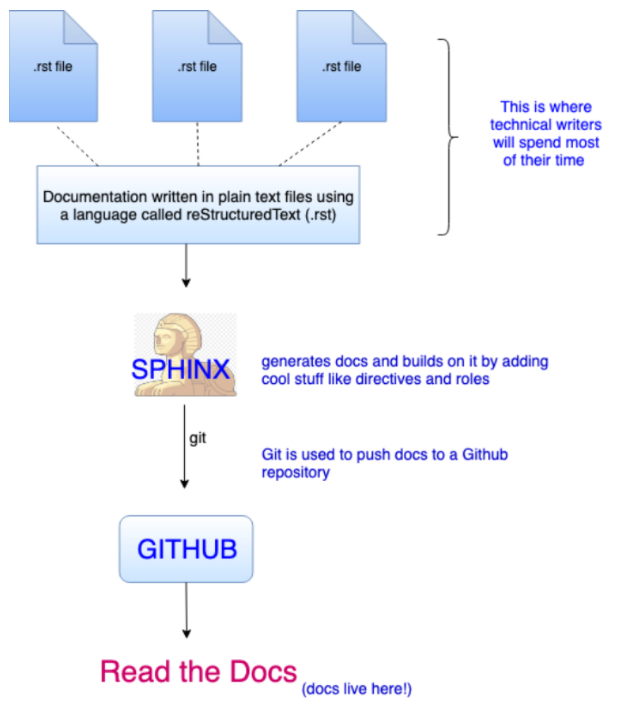 .rst file
.rst file
.rst file
This is where
technical writers
will spend most
of their time
Documentation written in plain text files using
a language called reStructuredText (.rst)
SPHINX
generates docs and builds on it by adding
cool stuff like directives and roles
git
Git is used to push docs to a Github
repository
GITHUB
Read the Docs
(docs live here!)